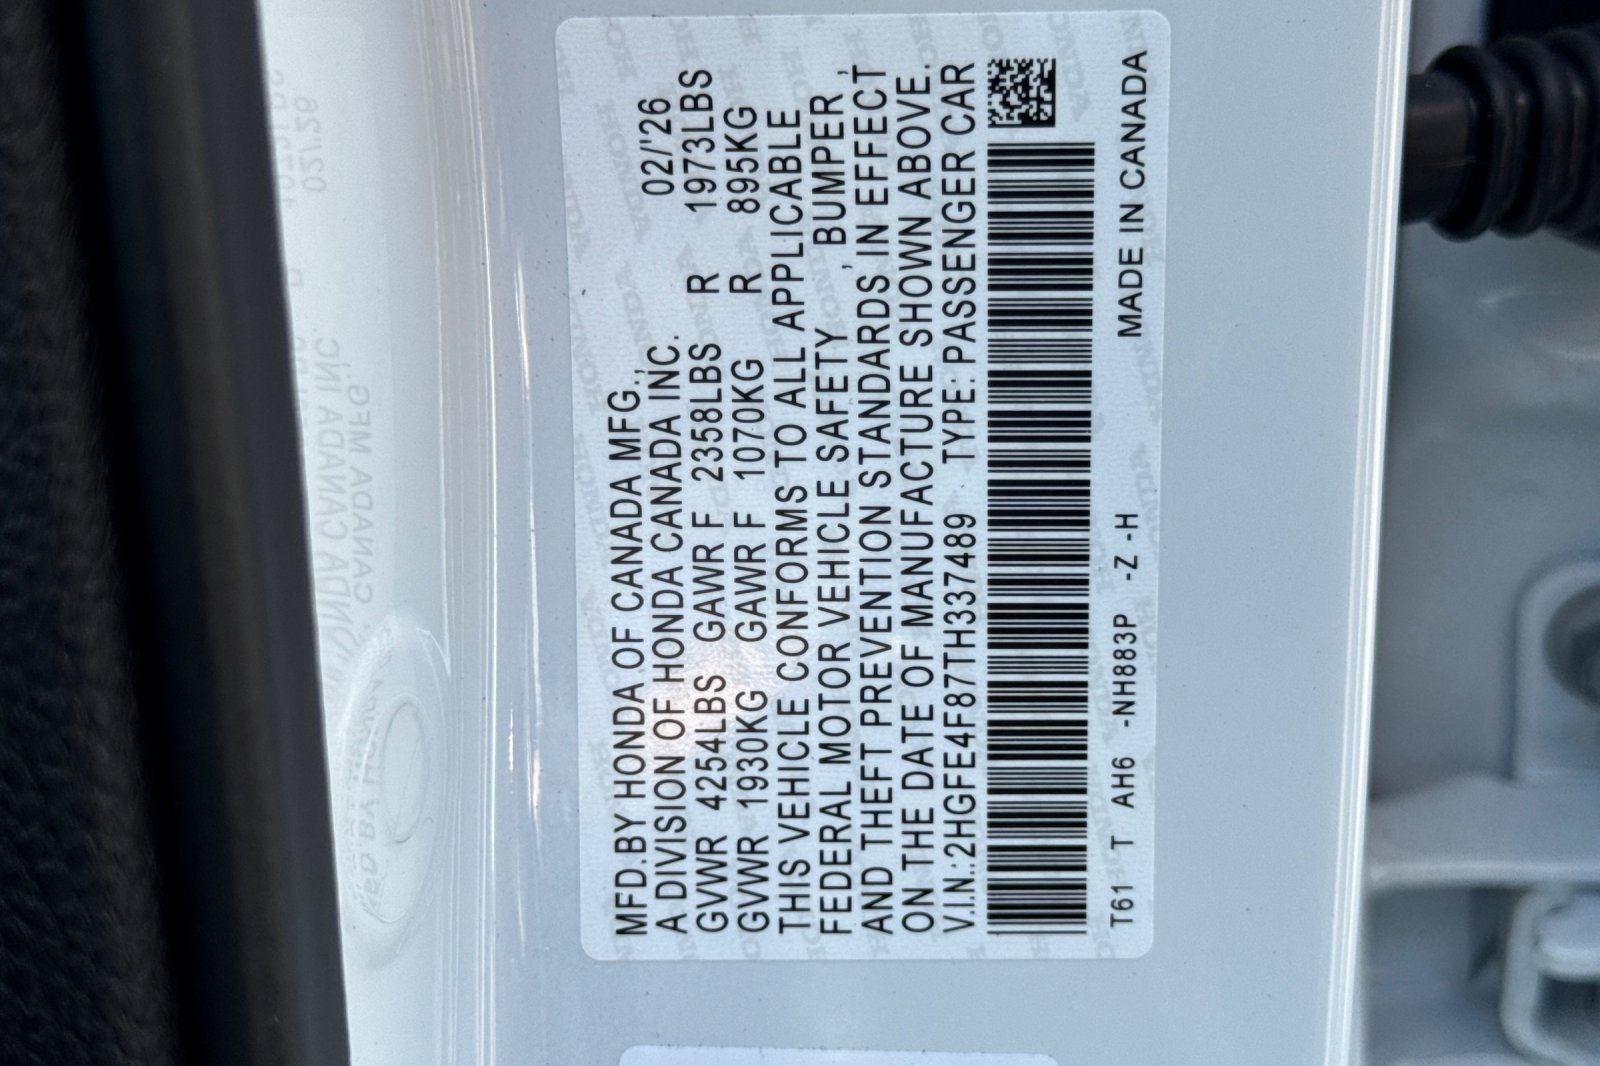 MFD.BY HONDA OF CANADA MFG.,
A DIVISION OF HONDA CANADA INC. 02/'26
GVWR 4254LBS GAWR F 2358LBS R 1973LBS
GVWR 1930KG GAWR F 1070KG R 895KG
THIS VEHICLE CONFORMS TO ALL APPLICABLE
FEDERAL MOTOR VEHICLE SAFETY , BUMPER ,
AND THEFT PREVENTION STANDARDS IN EFFECT
ON THE DATE OF MANUFACTURE SHOWN ABOVE.
V.I.N.:2HGFE4F87TH337489 TYPE: PASSENGER CAR
T61 T AH6 -NH883P -Z -H MADE IN CANADA